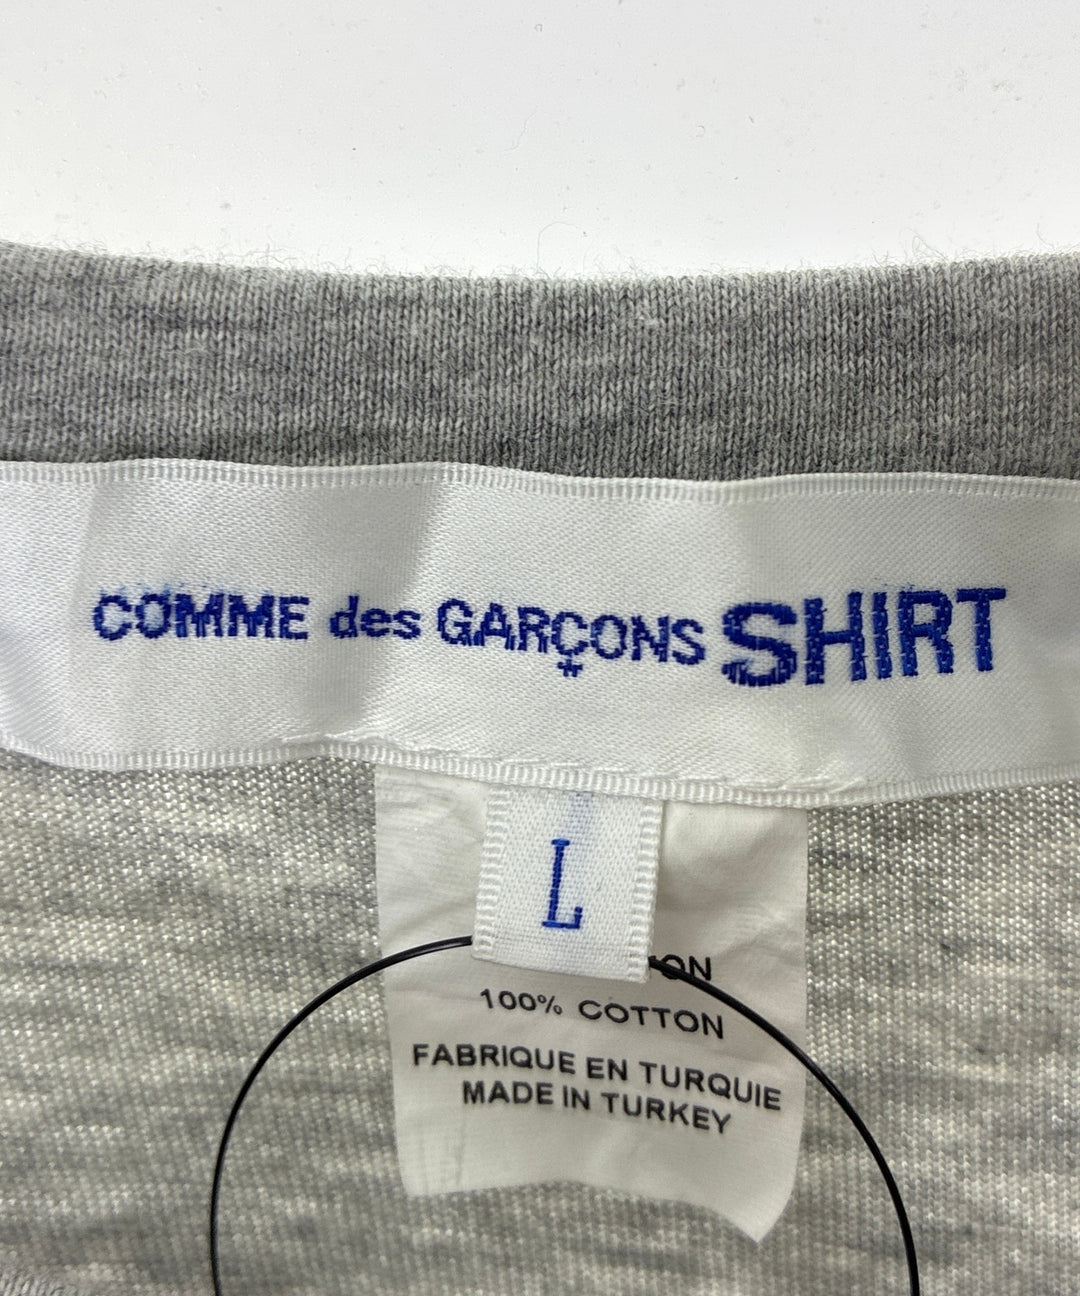 COMME des GARÇONS SHIRT
L
100% COTTON
FABRIQUE EN TURQUIE
MADE IN TURKEY